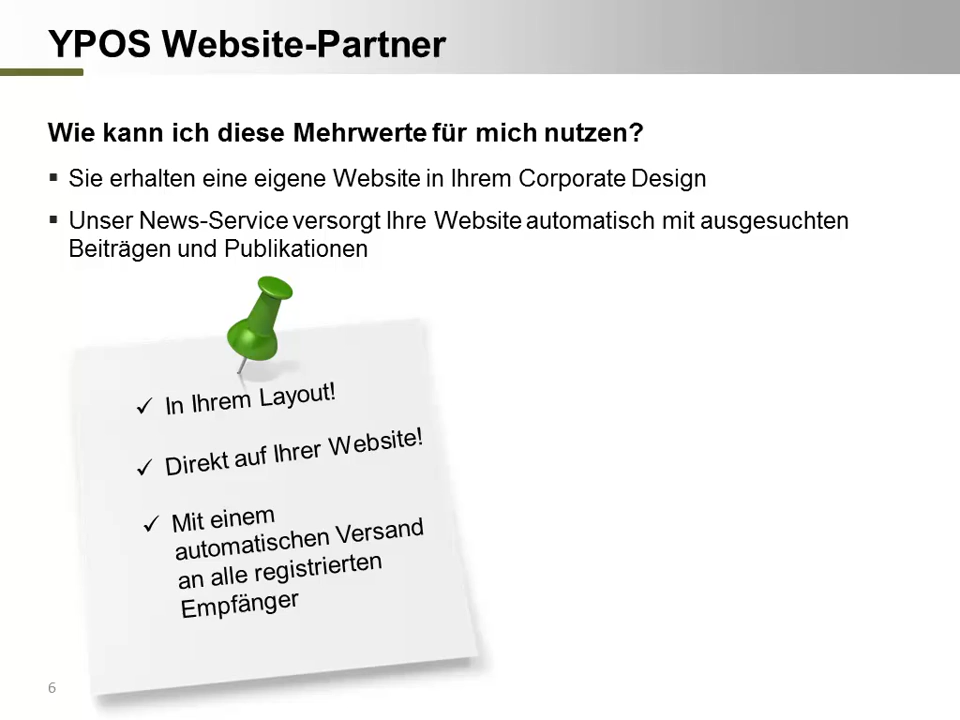 YPOS Website-Partner
Wie kann ich diese Mehrwerte für mich nutzen?
▪ Sie erhalten eine eigene Website in Ihrem Corporate Design
▪ Unser News-Service versorgt Ihre Website automatisch mit ausgesuchten
Beiträgen und Publikationen
✓ In Ihrem Layout!
✓ Direkt auf Ihrer Website!
✓ Mit einem
automatischen Versand
an alle registrierten
Empfänger
6